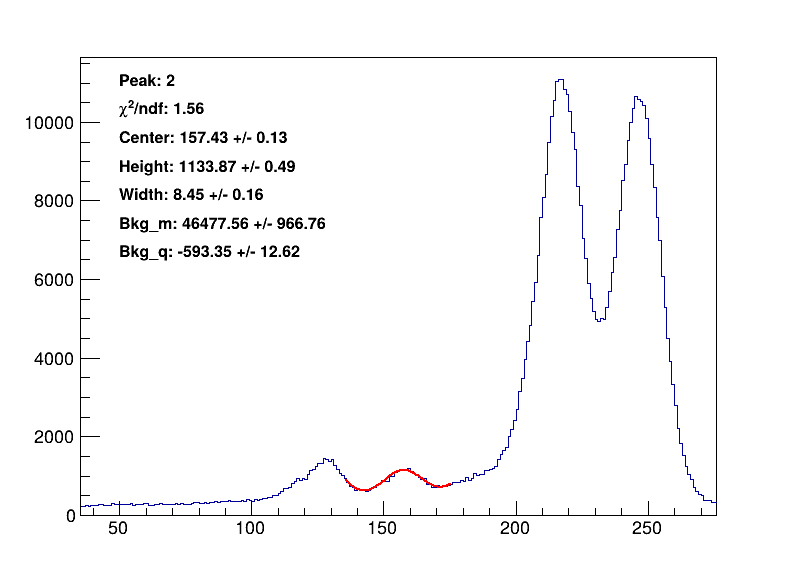 Peak: 2
χ²/ndf: 1.56
Center: 157.43 +/- 0.13
Height: 1133.87 +/- 0.49
Width: 8.45 +/- 0.16
Bkg_m: 46477.56 +/- 966.76
Bkg_q: -593.35 +/- 12.62
10000
8000
6000
4000
2000
0
50 100 150 200 250